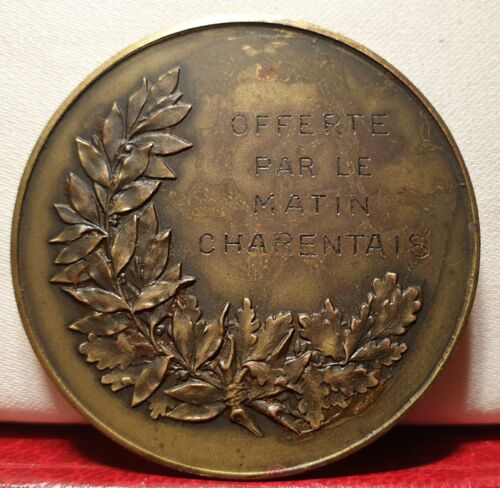 OFFERTE
PAR LE
MATIN
CHARENTAIS